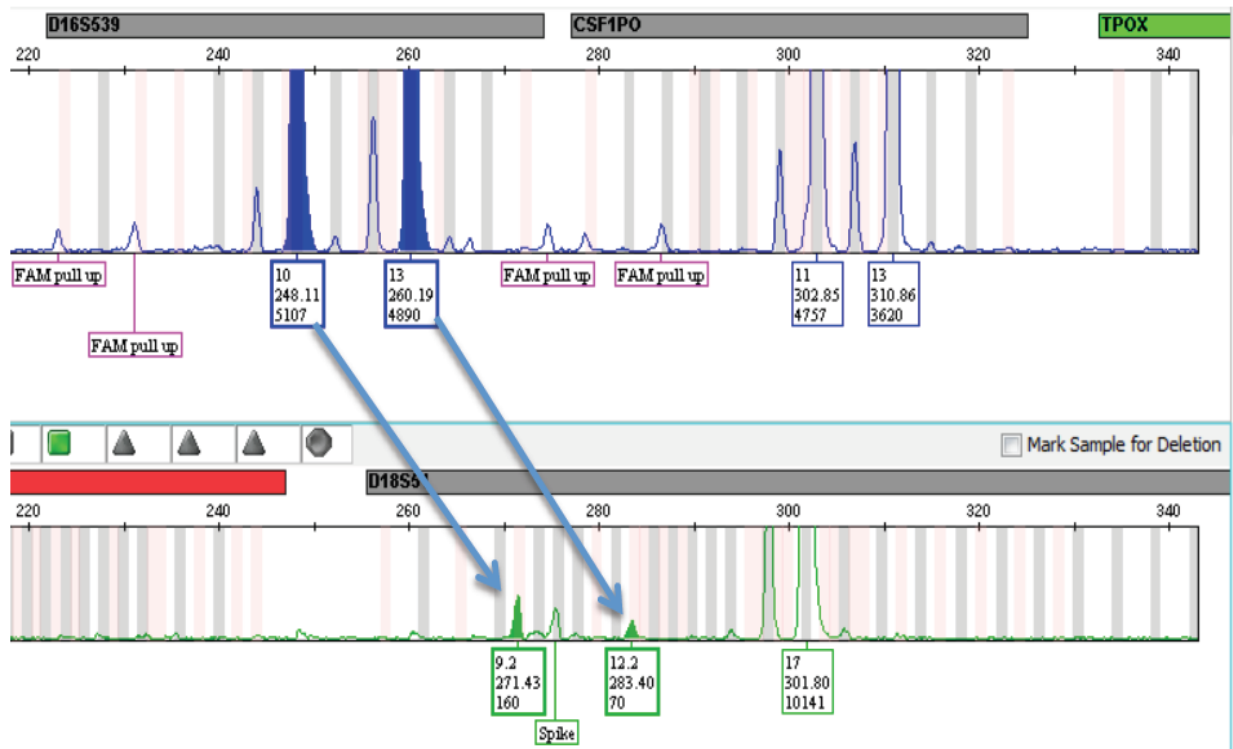 D16S539 CSF1PO TPOX
220 240 260 280 300 320 340
FAM pull up
FAM pull up
10
248.11
5107
13
260.19
4890
FAM pull up
FAM pull up
11
302.85
4757
13
310.86
3620
Mark Sample for Deletion
D18S51
220 240 260 280 300 320 340
9.2
271.43
160
Spike
12.2
283.40
70
17
301.80
10141